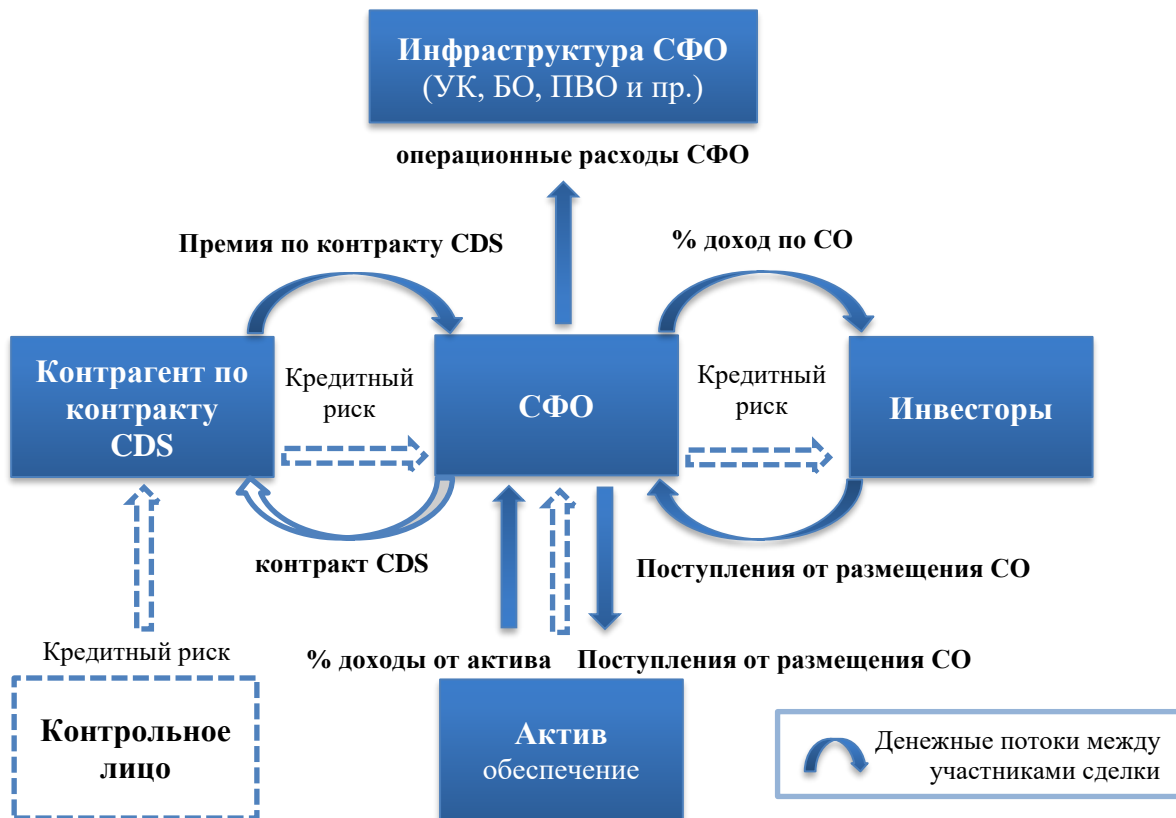 Инфраструктура СФО
(УК, БО, ПВО и пр.)
операционные расходы СФО
Премия по контракту CDS
% доход по СО
Контрагент по
контракту
CDS
Кредитный
риск
СФО
Кредитный
риск
Инвесторы
контракт CDS
Поступления от размещения СО
Кредитный риск
% доходы от актива
Поступления от размещения СО
Контрольное
лицо
Актив
обеспечение
Денежные потоки между
участниками сделки